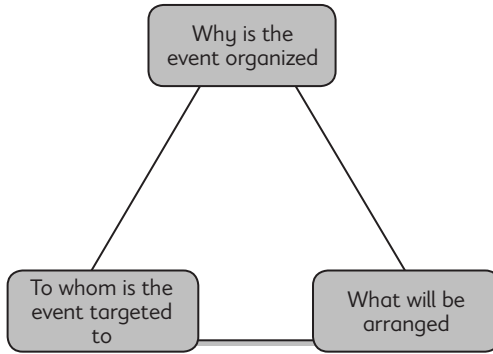 Why is the
event organized
To whom is the
event targeted
to
What will be
arranged